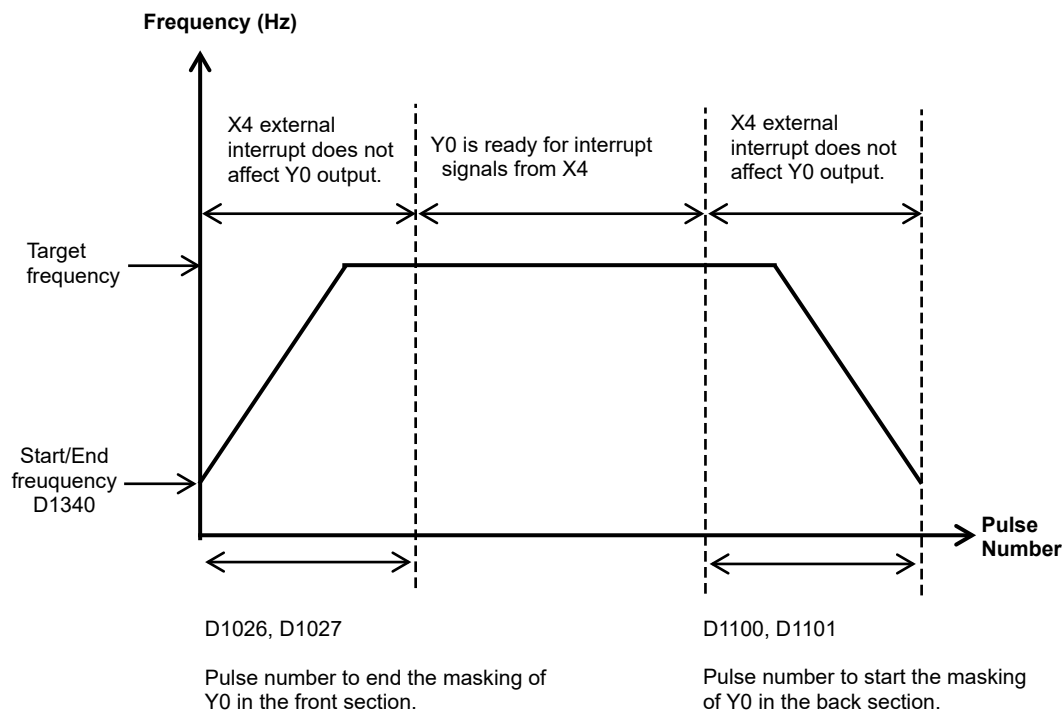 Frequency (Hz)
X4 external
interrupt does not
affect Y0 output.
Y0 is ready for interrupt
signals from X4
X4 external
interrupt does not
affect Y0 output.
Target
frequency
Start/End
freuquency
D1340
Pulse
Number
D1026, D1027
Pulse number to end the masking of
Y0 in the front section.
D1100, D1101
Pulse number to start the masking
of Y0 in the back section.